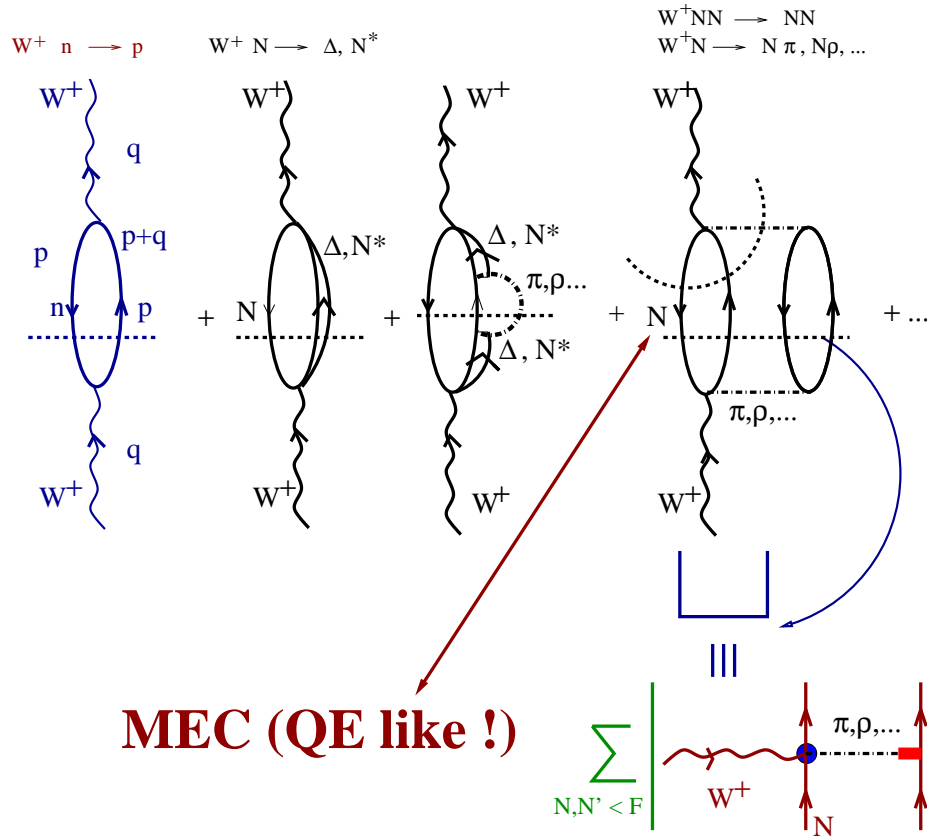 W⁺ n → p
W⁺ N → Δ, N*
W⁺NN → NN
W⁺N → N π, Nρ, ...
W⁺
W⁺
W⁺
W⁺
q
p
p+q
n
p
+
N
Δ, N*
+
Δ, N*
π,ρ...
Δ, N*
+
N
+ ...
π,ρ,...
q
W⁺
W⁺
W⁺
W⁺
MEC (QE like !)
∑
N,N' < F
W⁺
π,ρ,...
N